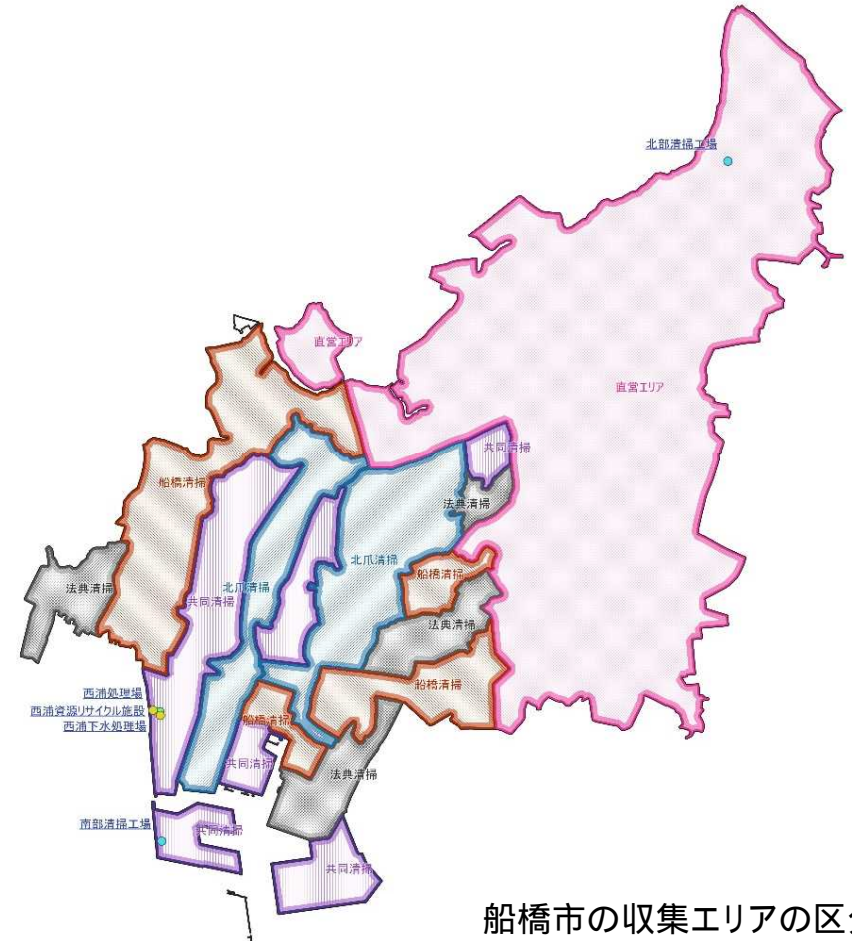 北部清掃工場
直営エリア
直営エリア
共同清掃
船橋清掃
法典清掃
北爪清掃
船橋清掃
法典清掃
北爪清掃
共同清掃
法典清掃
船橋清掃
西浦処理場
西浦資源リサイクル施設
船橋清掃
西浦下水処理場
共同清掃
法典清掃
南部清掃工場
共同清掃
共同清掃
船橋市の収集エリアの区